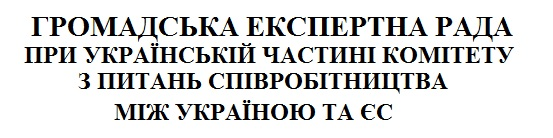 ГРОМАДСЬКА ЕКСПЕРТНА РАДА
ПРИ УКРАЇНСЬКІЙ ЧАСТИНІ КОМІТЕТУ
З ПИТАНЬ СПІВРОБІТНИЦТВА
МІЖ УКРАЇНОЮ ТА ЄС